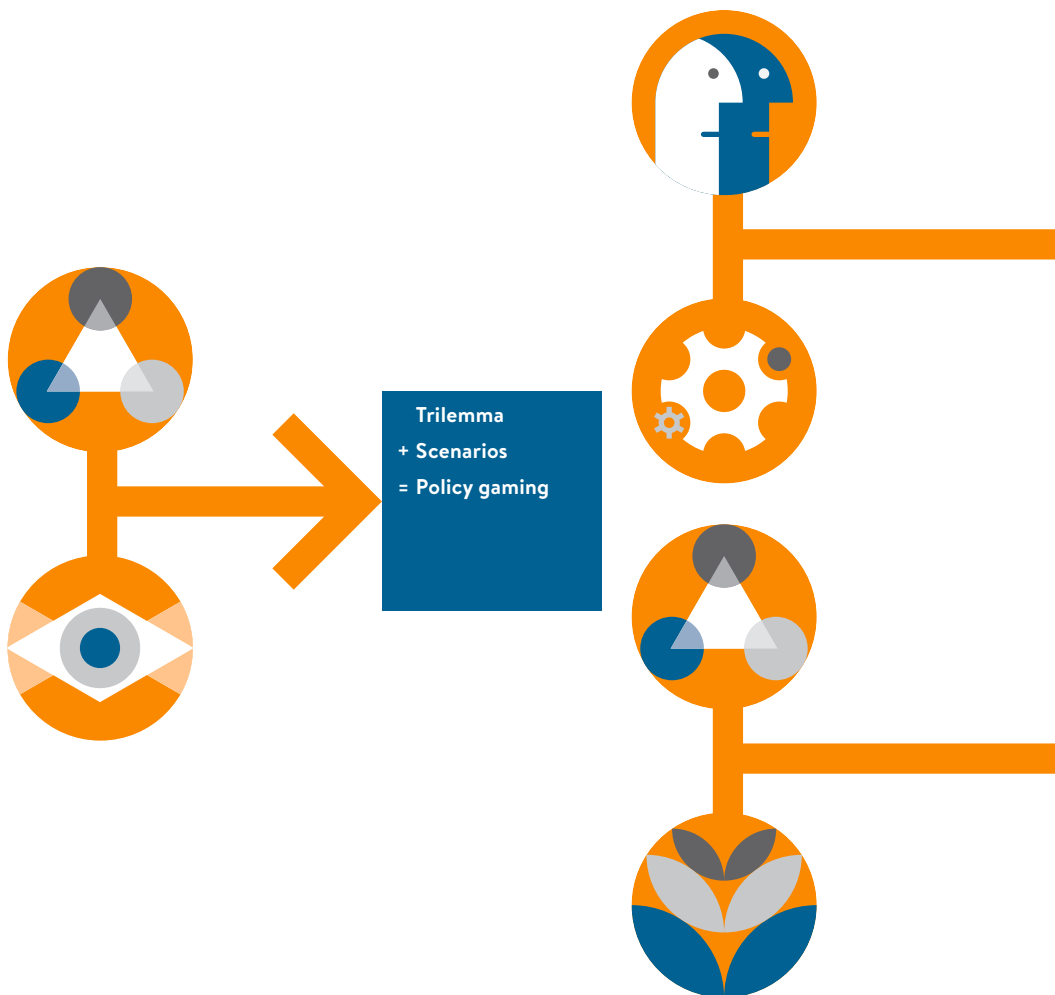 Trilemma
+ Scenarios
= Policy gaming